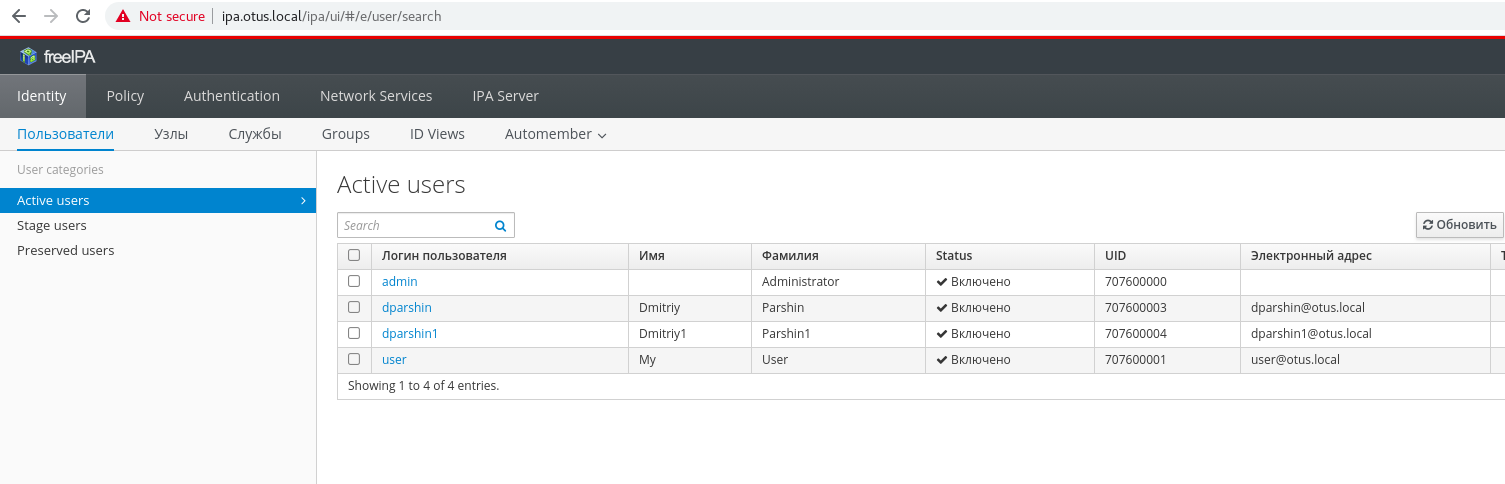 Not secure ipa.otus.local/ipa/ui/#/e/user/search
freeIPA
Identity Policy Authentication Network Services IPA Server
Пользователи Узлы Службы Groups ID Views Automember
User categories
Active users
Stage users
Preserved users
Active users
Search Обновить
Логин пользователя Имя Фамилия Status UID Электронный адрес
admin Administrator Включено 707600000
dparshin Dmitriy Parshin Включено 707600003 dparshin@otus.local
dparshin1 Dmitriy1 Parshin1 Включено 707600004 dparshin1@otus.local
user My User Включено 707600001 user@otus.local
Showing 1 to 4 of 4 entries.